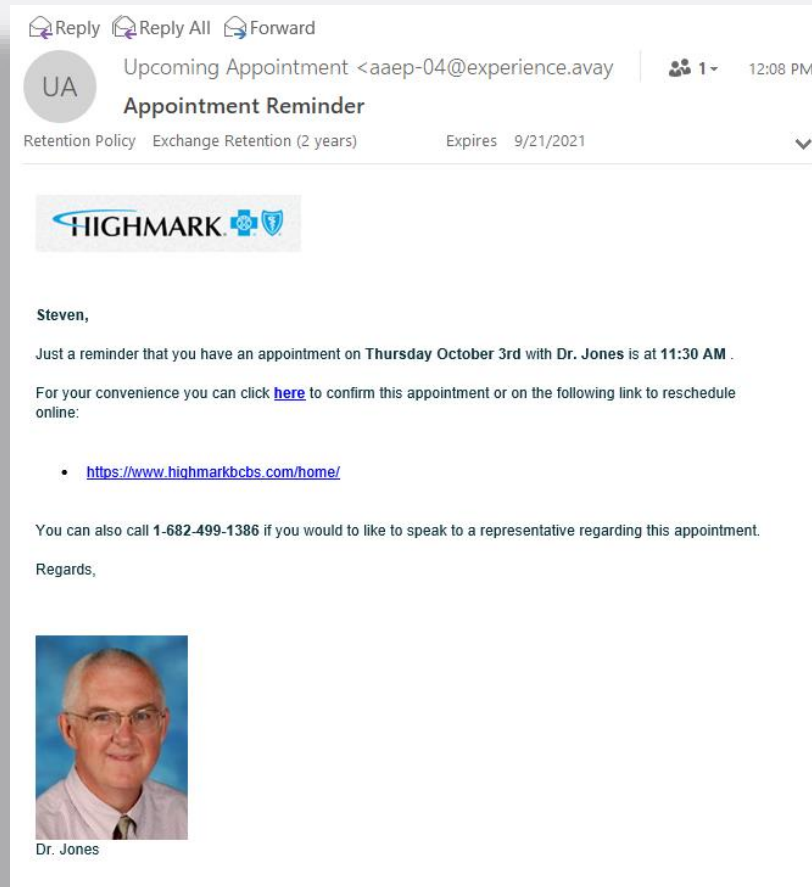 Reply Reply All Forward
UA
Upcoming Appointment <aaep-04@experience.avay
1
12:08 PM
Appointment Reminder
Retention Policy Exchange Retention (2 years) Expires 9/21/2021
HIGHMARK.
Steven,
Just a reminder that you have an appointment on Thursday October 3rd with Dr. Jones is at 11:30 AM .
For your convenience you can click here to confirm this appointment or on the following link to reschedule
online:
• https://www.highmarkbcbs.com/home/
You can also call 1-682-499-1386 if you would like to speak to a representative regarding this appointment.
Regards,
Dr. Jones